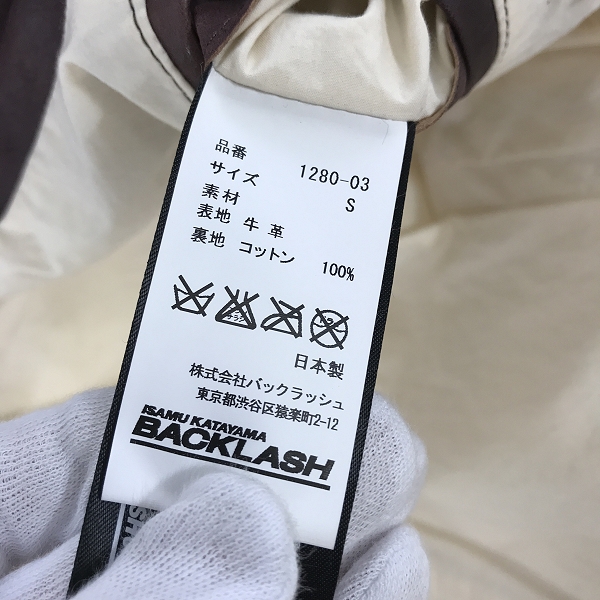 品番 1280-03
サイズ S
素材
表地 牛 革
裏地 コットン 100%
日本製
株式会社バックラッシュ
東京都渋谷区猿楽町2-12
ISAMU KATAYAMA
BACKLASH